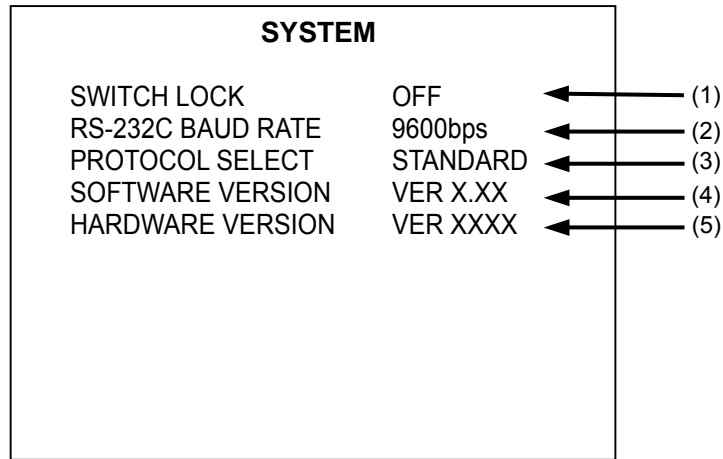 SYSTEM
SWITCH LOCK OFF (1)
RS-232C BAUD RATE 9600bps (2)
PROTOCOL SELECT STANDARD (3)
SOFTWARE VERSION VER X.XX (4)
HARDWARE VERSION VER XXXX (5)